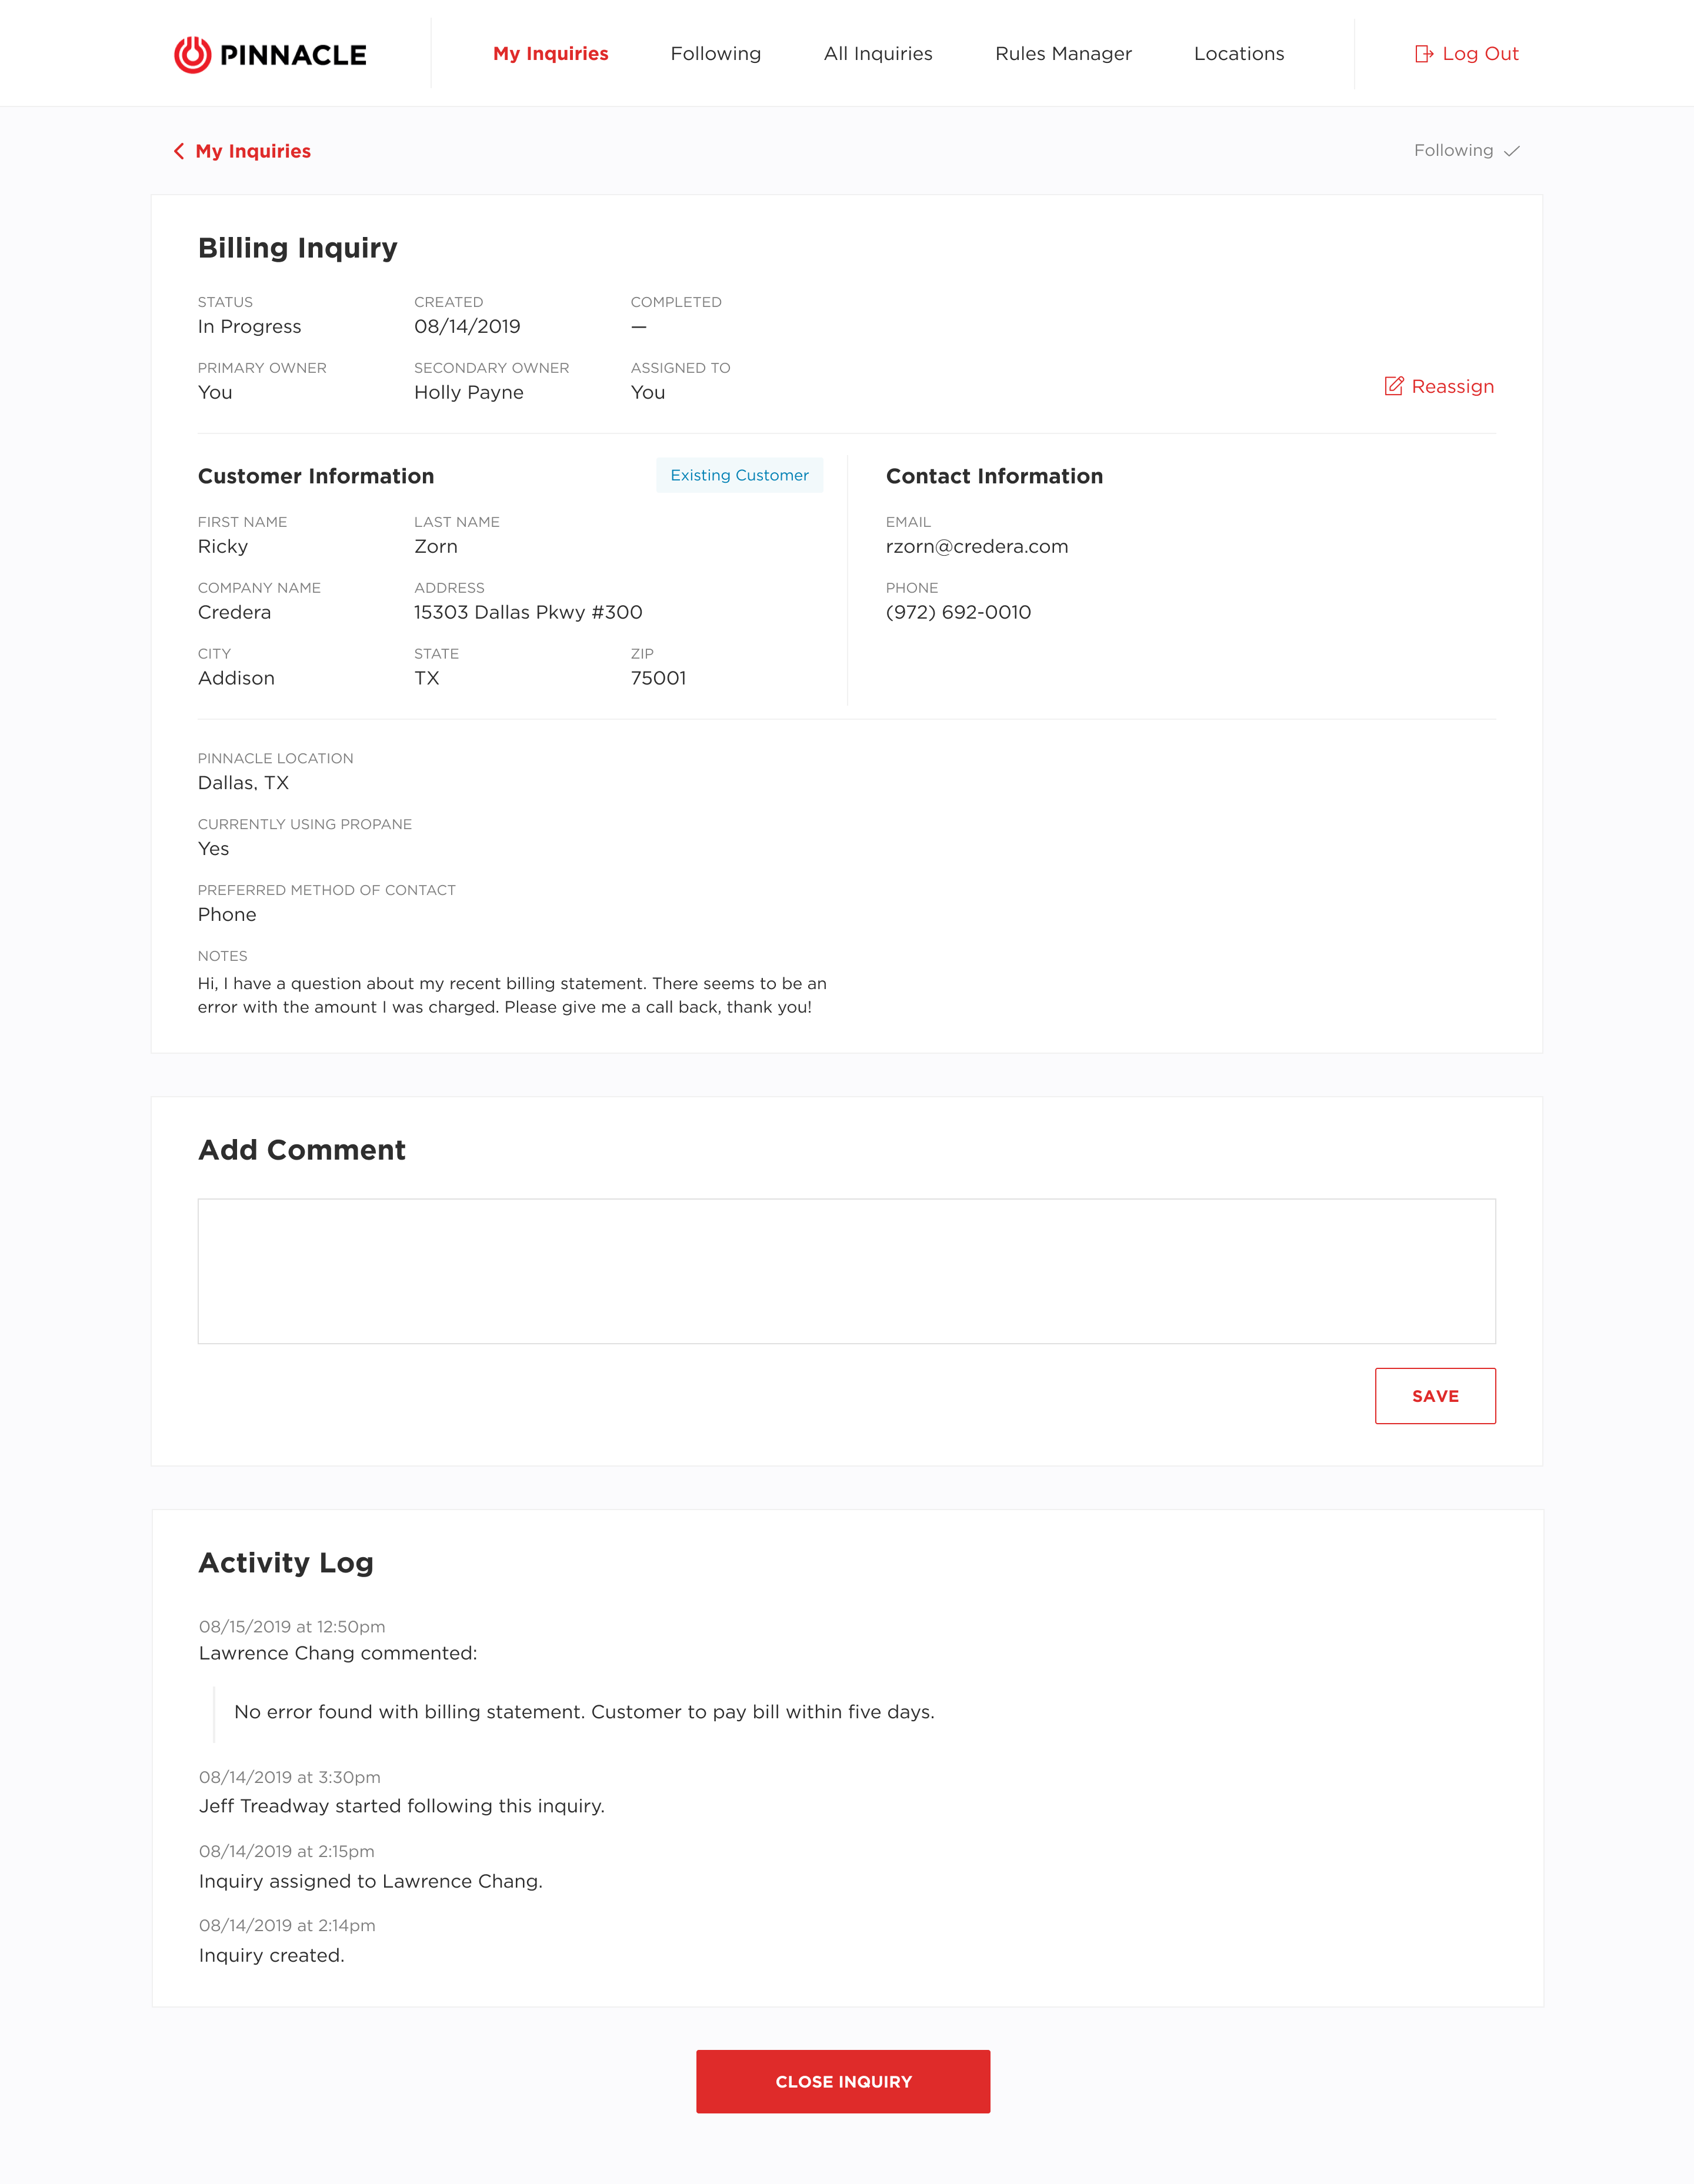 PINNACLE
My Inquiries
Following
All Inquiries
Rules Manager
Locations
Log Out
My Inquiries
Following
Billing Inquiry
STATUS
In Progress
CREATED
08/14/2019
COMPLETED
—
PRIMARY OWNER
You
SECONDARY OWNER
Holly Payne
ASSIGNED TO
You
Reassign
Customer Information
Existing Customer
FIRST NAME
Ricky
LAST NAME
Zorn
COMPANY NAME
Credera
ADDRESS
15303 Dallas Pkwy #300
CITY
Addison
STATE
TX
ZIP
75001
Contact Information
EMAIL
rzorn@credera.com
PHONE
(972) 692-0010
PINNACLE LOCATION
Dallas, TX
CURRENTLY USING PROPANE
Yes
PREFERRED METHOD OF CONTACT
Phone
NOTES
Hi, I have a question about my recent billing statement. There seems to be an
error with the amount I was charged. Please give me a call back, thank you!
Add Comment
SAVE
Activity Log
08/15/2019 at 12:50pm
Lawrence Chang commented:
No error found with billing statement. Customer to pay bill within five days.
08/14/2019 at 3:30pm
Jeff Treadway started following this inquiry.
08/14/2019 at 2:15pm
Inquiry assigned to Lawrence Chang.
08/14/2019 at 2:14pm
Inquiry created.
CLOSE INQUIRY